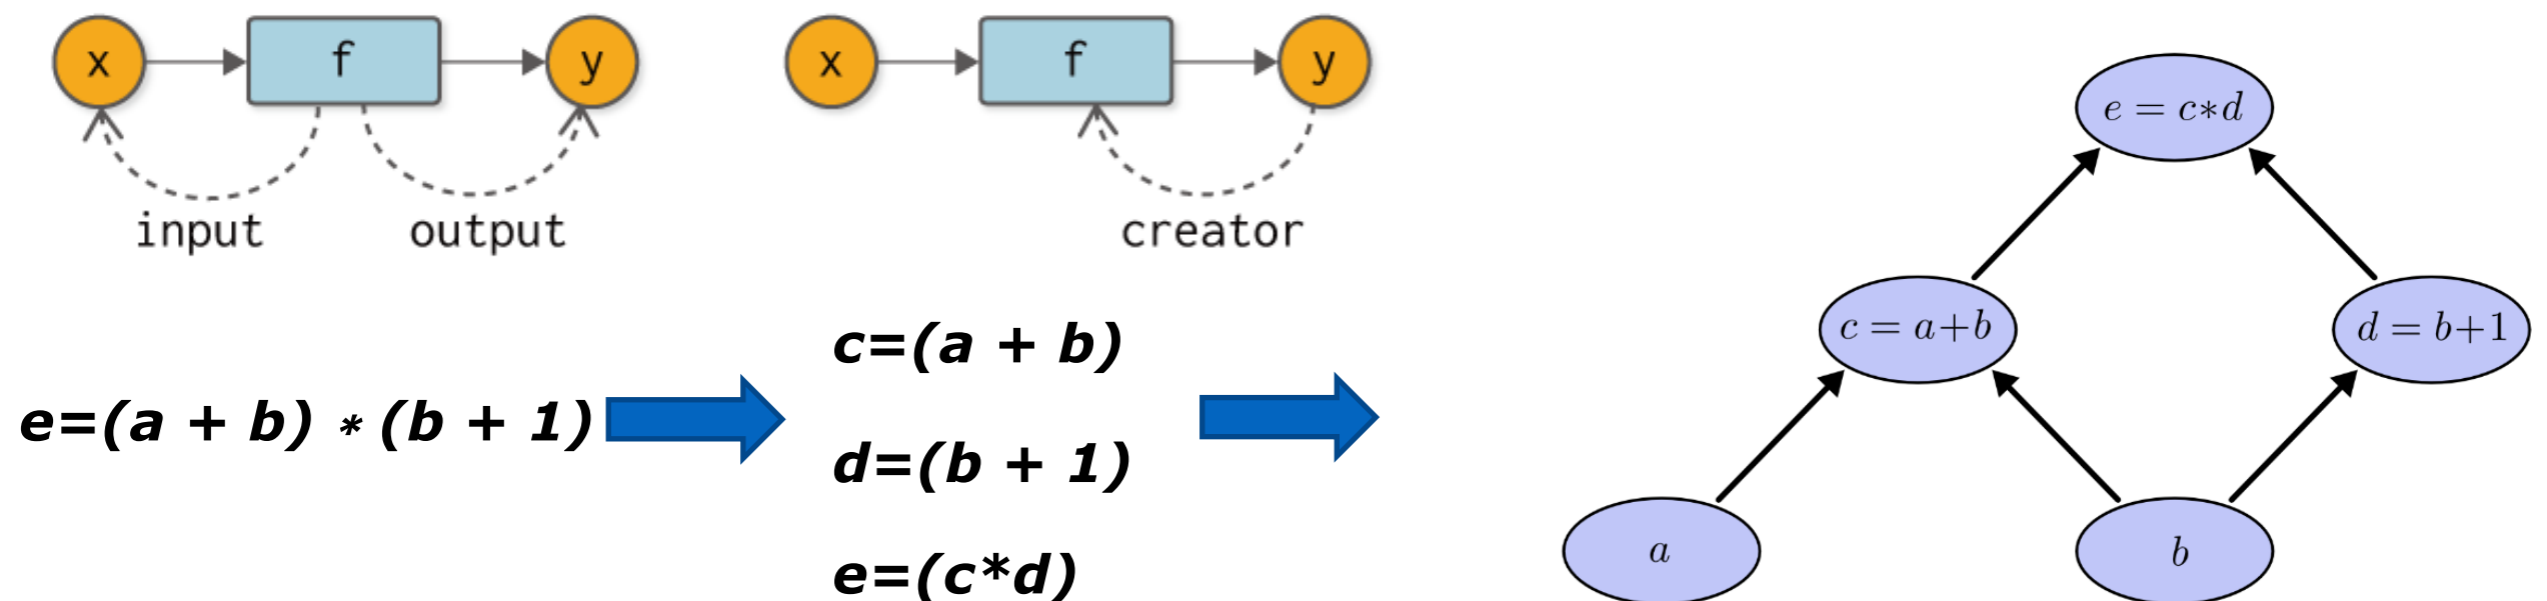 x f y
input output
x f y
creator
e=(a + b) * (b + 1)
c=(a + b)
d=(b + 1)
e=(c*d)
e = c*d
c = a+b
d = b+1
a
b